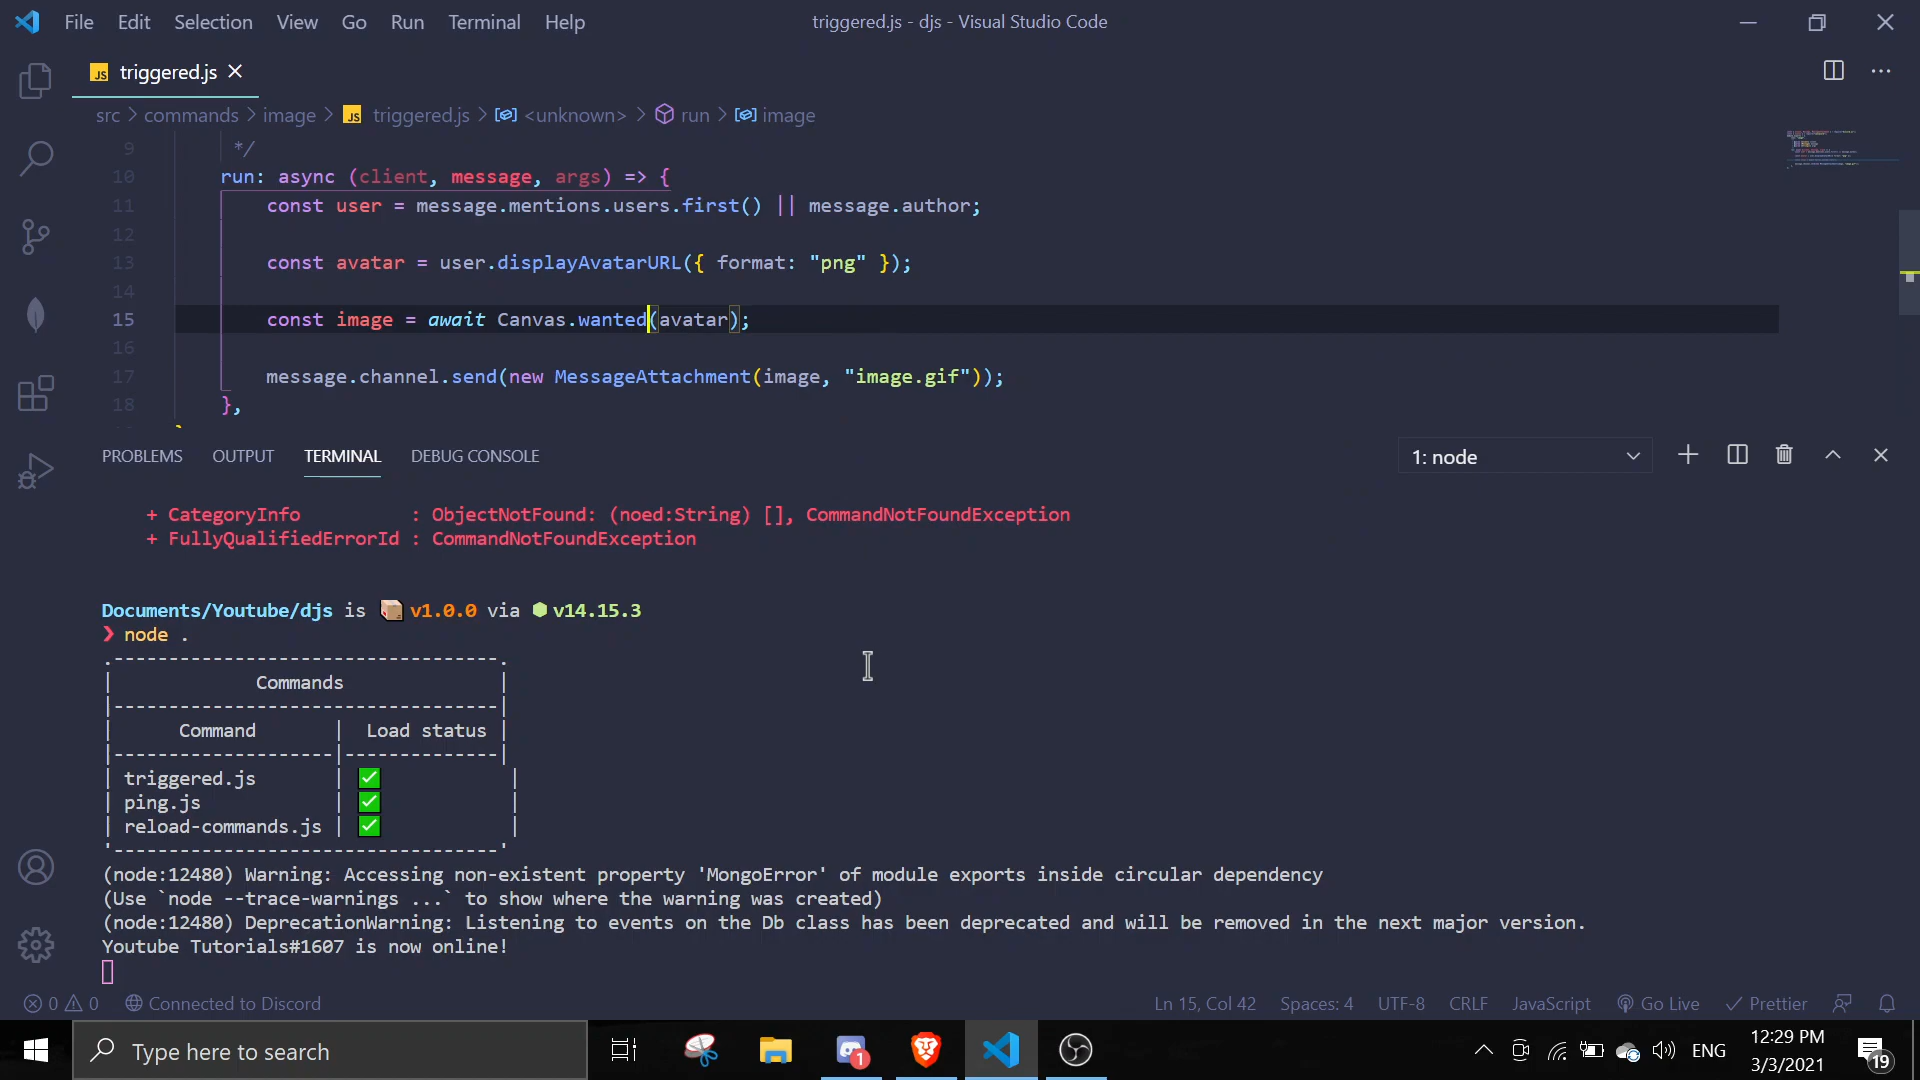 File Edit Selection View Go Run Terminal Help
triggered.js - djs - Visual Studio Code
JS triggered.js
src > commands > image > JS triggered.js > <unknown> > run > image
9 */
10 run: async (client, message, args) => {
11 const user = message.mentions.users.first() || message.author;
12
13 const avatar = user.displayAvatarURL({ format: "png" });
14
15 const image = await Canvas.wanted(avatar);
16
17 message.channel.send(new MessageAttachment(image, "image.gif"));
18 },
PROBLEMS OUTPUT TERMINAL DEBUG CONSOLE
1: node
+ CategoryInfo : ObjectNotFound: (noed:String) [], CommandNotFoundException
+ FullyQualifiedErrorId : CommandNotFoundException
Documents/Youtube/djs is 📦 v1.0.0 via ⬢ v14.15.3
❯ node .
.-----------------------------------.
| Commands |
|-----------------------------------|
| Command | Load status |
|--------------------|--------------|
| triggered.js | ✅ |
| ping.js | ✅ |
| reload-commands.js | ✅ |
'-----------------------------------'
(node:12480) Warning: Accessing non-existent property 'MongoError' of module exports inside circular dependency
(Use `node --trace-warnings ...` to show where the warning was created)
(node:12480) DeprecationWarning: Listening to events on the Db class has been deprecated and will be removed in the next major version.
Youtube Tutorials#1607 is now online!
0 0 Connected to Discord
Ln 15, Col 42 Spaces: 4 UTF-8 CRLF JavaScript Go Live Prettier
Type here to search
1
ENG
12:29 PM
3/3/2021
19